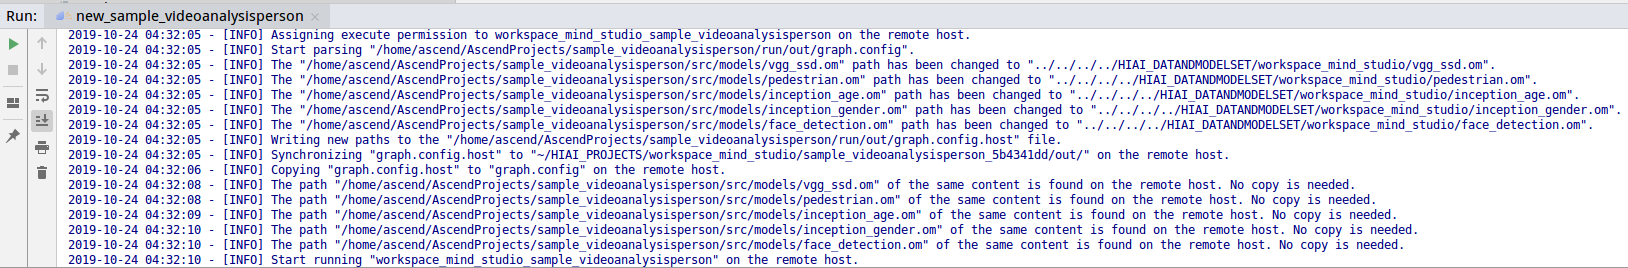 Run: new_sample_videoanalysisperson
2019-10-24 04:32:05 - [INFO] Assigning execute permission to workspace_mind_studio_sample_videoanalysisperson on the remote host.
2019-10-24 04:32:05 - [INFO] Start parsing "/home/ascend/AscendProjects/sample_videoanalysisperson/run/out/graph.config".
2019-10-24 04:32:05 - [INFO] The "/home/ascend/AscendProjects/sample_videoanalysisperson/src/models/vgg_ssd.om" path has been changed to "../../../../HIAI_DATANDMODELSET/workspace_mind_studio/vgg_ssd.om".
2019-10-24 04:32:05 - [INFO] The "/home/ascend/AscendProjects/sample_videoanalysisperson/src/models/pedestrian.om" path has been changed to "../../../../HIAI_DATANDMODELSET/workspace_mind_studio/pedestrian.om".
2019-10-24 04:32:05 - [INFO] The "/home/ascend/AscendProjects/sample_videoanalysisperson/src/models/inception_age.om" path has been changed to "../../../../HIAI_DATANDMODELSET/workspace_mind_studio/inception_age.om".
2019-10-24 04:32:05 - [INFO] The "/home/ascend/AscendProjects/sample_videoanalysisperson/src/models/inception_gender.om" path has been changed to "../../../../HIAI_DATANDMODELSET/workspace_mind_studio/inception_gender.om".
2019-10-24 04:32:05 - [INFO] The "/home/ascend/AscendProjects/sample_videoanalysisperson/src/models/face_detection.om" path has been changed to "../../../../HIAI_DATANDMODELSET/workspace_mind_studio/face_detection.om".
2019-10-24 04:32:05 - [INFO] Writing new paths to the "/home/ascend/AscendProjects/sample_videoanalysisperson/run/out/graph.config.host" file.
2019-10-24 04:32:05 - [INFO] Synchronizing "graph.config.host" to "~/HIAI_PROJECTS/workspace_mind_studio/sample_videoanalysisperson_5b4341dd/out/" on the remote host.
2019-10-24 04:32:06 - [INFO] Copying "graph.config.host" to "graph.config" on the remote host.
2019-10-24 04:32:08 - [INFO] The path "/home/ascend/AscendProjects/sample_videoanalysisperson/src/models/vgg_ssd.om" of the same content is found on the remote host. No copy is needed.
2019-10-24 04:32:08 - [INFO] The path "/home/ascend/AscendProjects/sample_videoanalysisperson/src/models/pedestrian.om" of the same content is found on the remote host. No copy is needed.
2019-10-24 04:32:09 - [INFO] The path "/home/ascend/AscendProjects/sample_videoanalysisperson/src/models/inception_age.om" of the same content is found on the remote host. No copy is needed.
2019-10-24 04:32:10 - [INFO] The path "/home/ascend/AscendProjects/sample_videoanalysisperson/src/models/inception_gender.om" of the same content is found on the remote host. No copy is needed.
2019-10-24 04:32:10 - [INFO] The path "/home/ascend/AscendProjects/sample_videoanalysisperson/src/models/face_detection.om" of the same content is found on the remote host. No copy is needed.
2019-10-24 04:32:10 - [INFO] Start running "workspace_mind_studio_sample_videoanalysisperson" on the remote host.